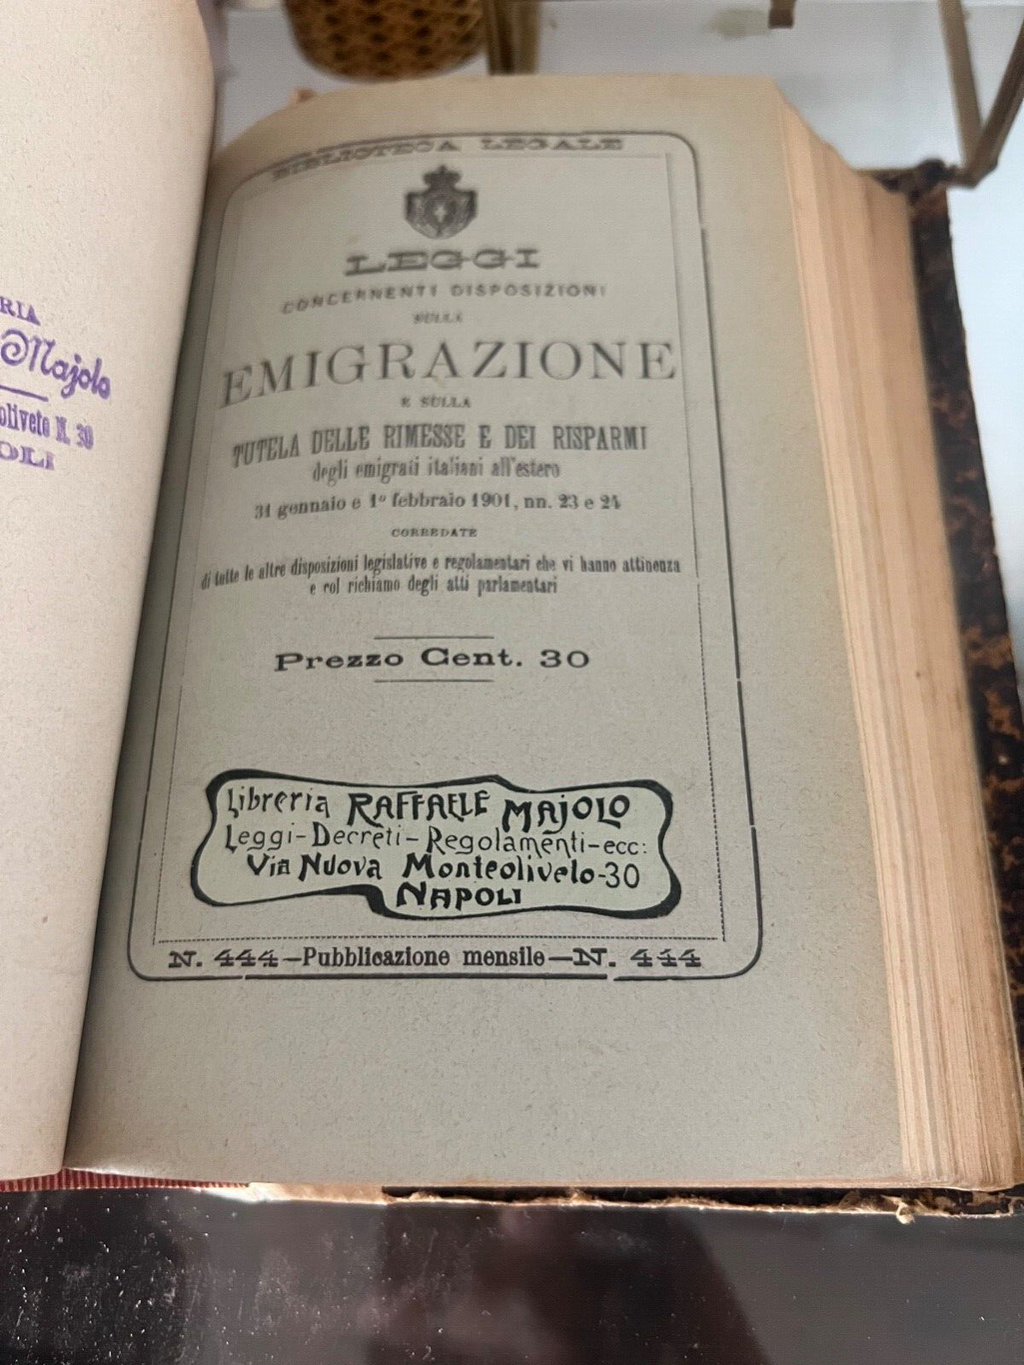 RIA
Majolo
oliveto N. 30
OLI
BIBLIOTECA LEGALE
LEGGI
CONCERNENTI DISPOSIZIONI
SULLA
EMIGRAZIONE
E SULLA
TUTELA DELLE RIMESSE E DEI RISPARMI
degli emigrati italiani all'estero
31 gennaio e 1º febbraio 1901, nn. 23 e 24
CORREDATE
di tutte le altre disposizioni legislative e regolamentari che vi hanno attinenza
e col richiamo degli atti parlamentari
Prezzo Cent. 30
Libreria RAFFAELE MAJOLO
Leggi-Decreti-Regolamenti-ecc:
Via Nuova Monteoliveto-30
NAPOLI
N. 444—Pubblicazione mensile—N. 444